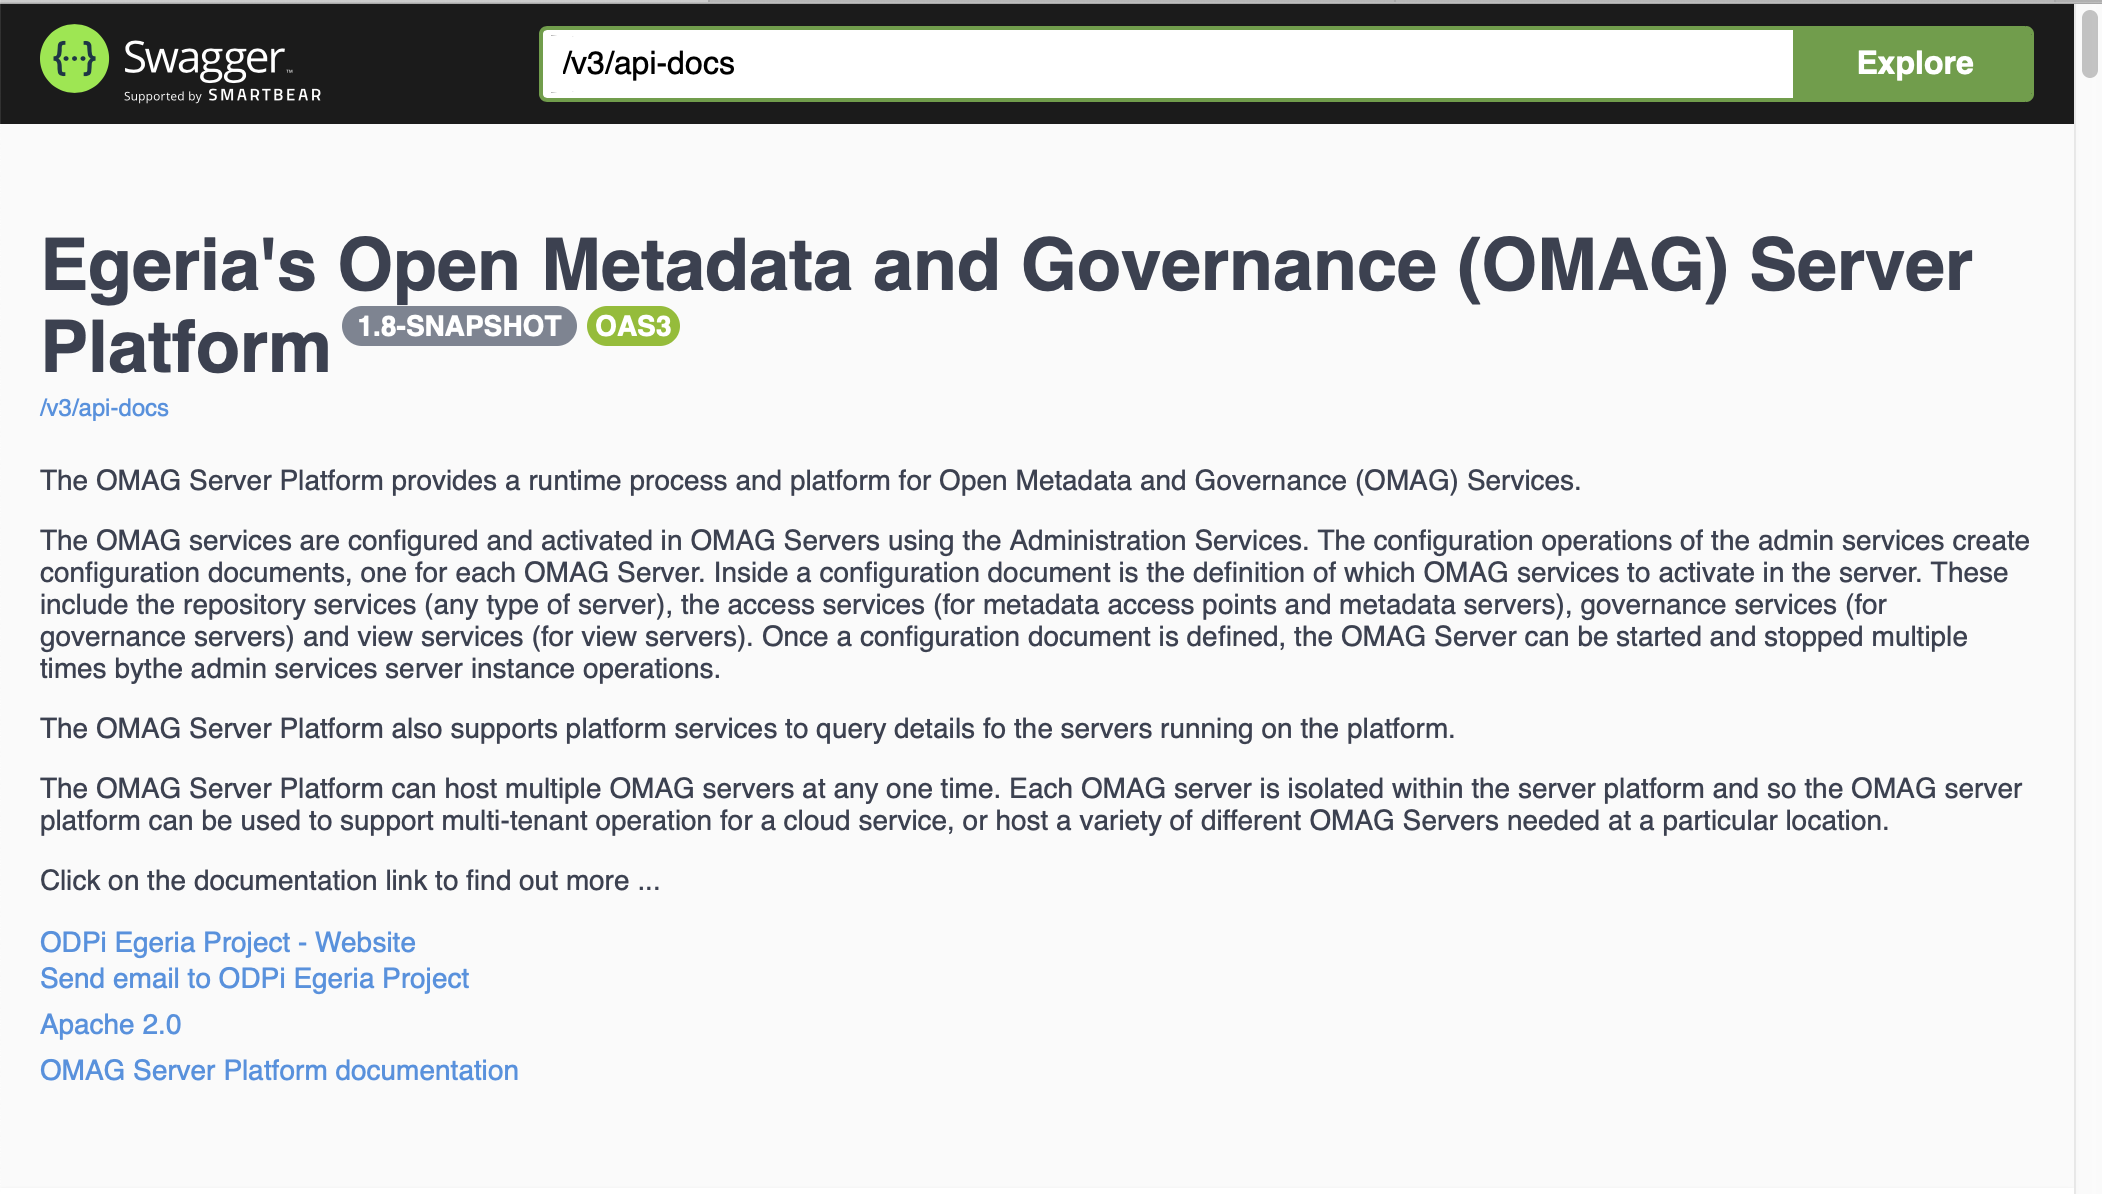 {...} Swagger™
Supported by SMARTBEAR
/v3/api-docs
Explore
Egeria's Open Metadata and Governance (OMAG) Server
Platform 1.8-SNAPSHOT OAS3
/v3/api-docs
The OMAG Server Platform provides a runtime process and platform for Open Metadata and Governance (OMAG) Services.
The OMAG services are configured and activated in OMAG Servers using the Administration Services. The configuration operations of the admin services create
configuration documents, one for each OMAG Server. Inside a configuration document is the definition of which OMAG services to activate in the server. These
include the repository services (any type of server), the access services (for metadata access points and metadata servers), governance services (for
governance servers) and view services (for view servers). Once a configuration document is defined, the OMAG Server can be started and stopped multiple
times bythe admin services server instance operations.
The OMAG Server Platform also supports platform services to query details fo the servers running on the platform.
The OMAG Server Platform can host multiple OMAG servers at any one time. Each OMAG server is isolated within the server platform and so the OMAG server
platform can be used to support multi-tenant operation for a cloud service, or host a variety of different OMAG Servers needed at a particular location.
Click on the documentation link to find out more ...
ODPi Egeria Project - Website
Send email to ODPi Egeria Project
Apache 2.0
OMAG Server Platform documentation